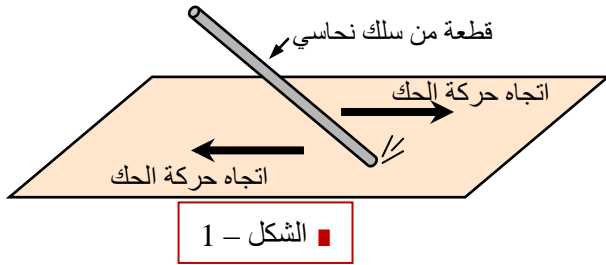 قطعة من سلك نحاسي
اتجاه حركة الحك
اتجاه حركة الحك
الشكل – 1